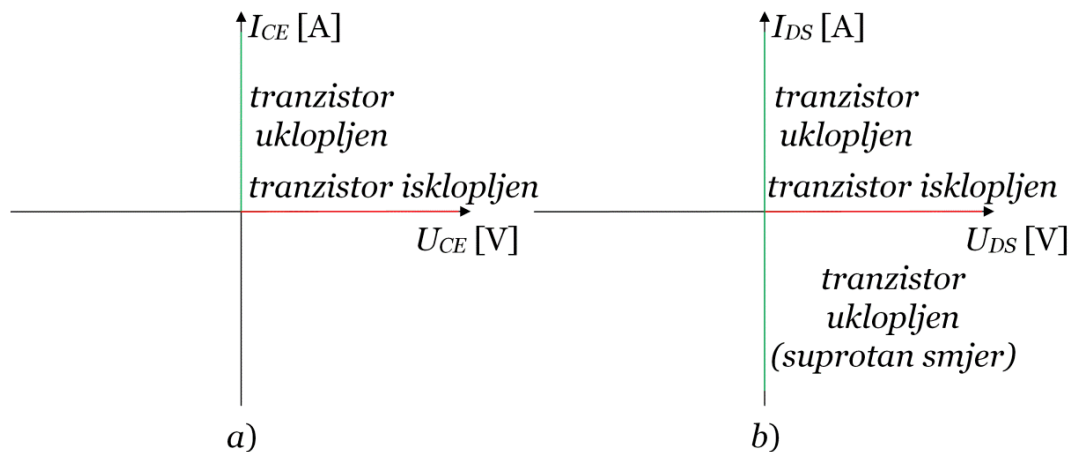 I_CE [A]
tranzistor
uklopljen
tranzistor isklopljen
U_CE [V]
a)
I_DS [A]
tranzistor
uklopljen
tranzistor isklopljen
U_DS [V]
tranzistor
uklopljen
(suprotan smjer)
b)